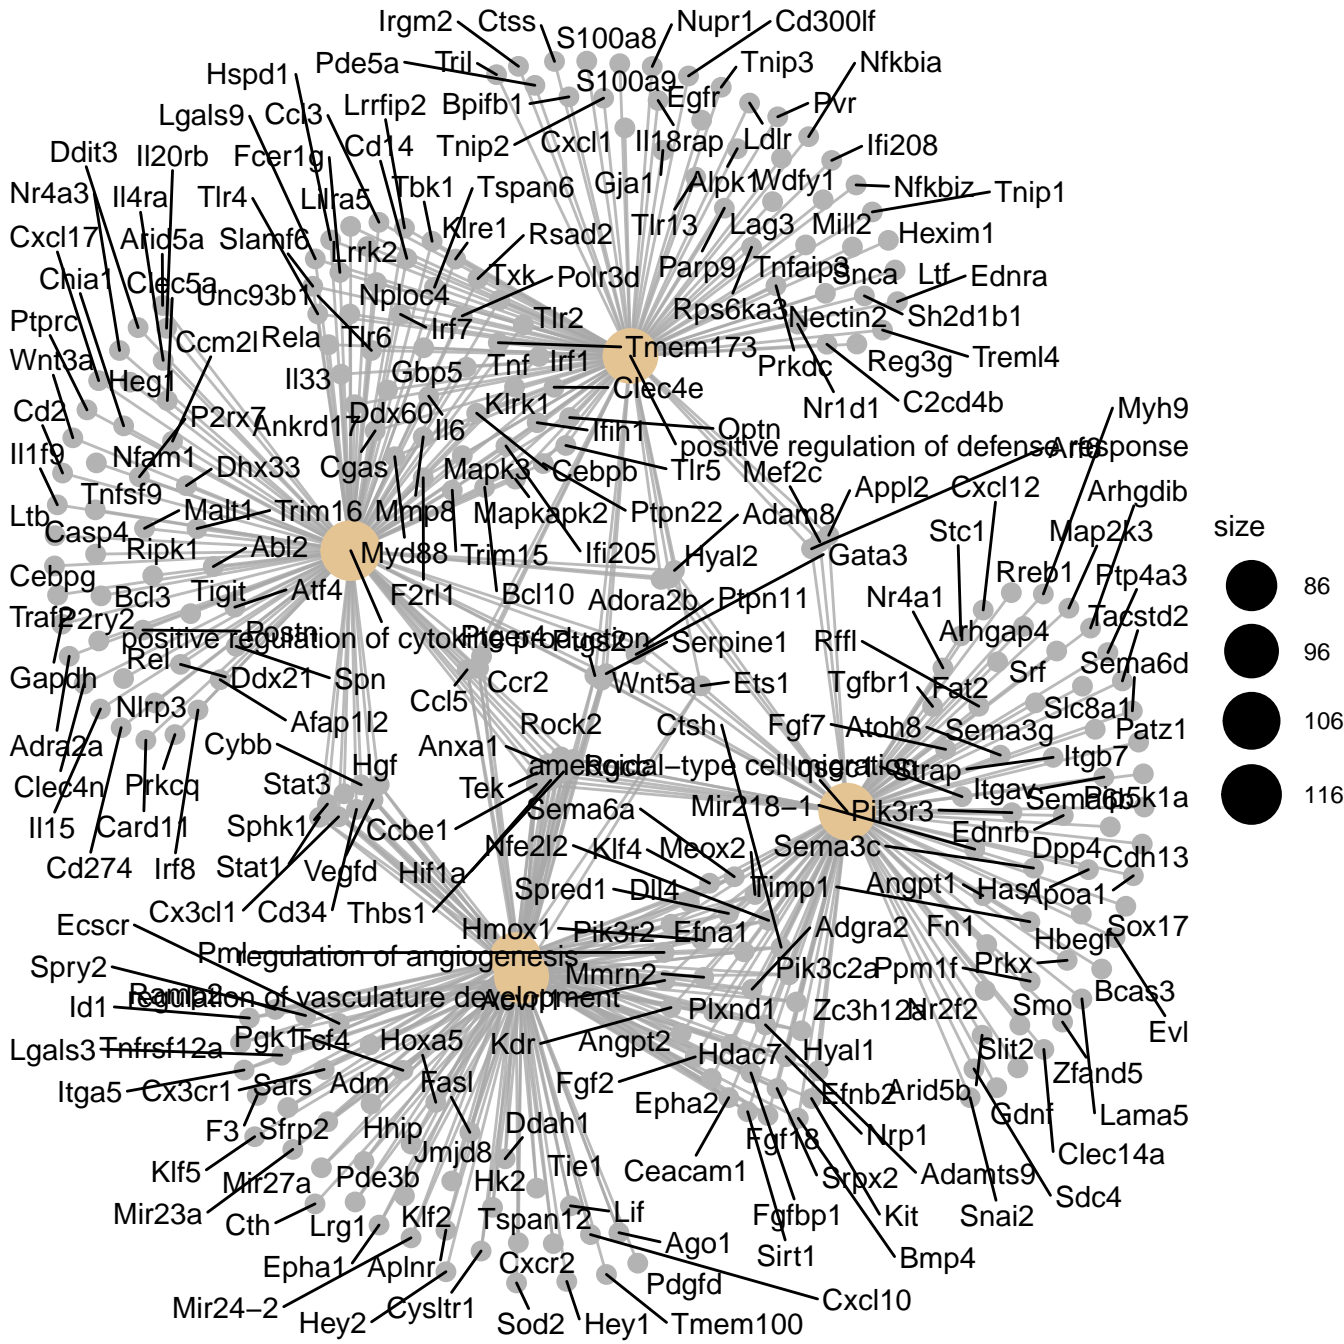 Irgm2
Ctss
S100a8
Nupr1
Cd300lf
Pde5a
Tril
Tnip3
Nfkbia
Hspd1
S100a9
Egfr
Lgals9
Ccl3
Lrrfip2
Bpifb1
Pvr
Ddit3
Il20rb
Fcer1g
Cd14
Tnip2
Cxcl1
Il18rap
Ldlr
Ifi208
Nr4a3
Il4ra
Tlr4
Lilra5
Tbk1
Tspan6
Gja1
Alpk1
Wdfy1
Nfkbiz
Tnip1
Cxcl17
Arid5a
Slamf6
Lrrk2
Klre1
Rsad2
Tlr13
Lag3
Mill2
Hexim1
Chia1
Clec5a
Unc93b1
Nploc4
Txk
Polr3d
Parp9
Tnfaip3
Snca
Ltf
Ednra
Ptprc
Ccm2l
Rela
Tlr6
Irf7
Tlr2
Rps6ka3
Nectin2
Sh2d1b1
Wnt3a
Heg1
Il33
Gbp5
Tnf
Irf1
Tmem173
Prkdc
Reg3g
Treml4
Cd2
P2rx7
Ankrd17
Ddx60
Klrk1
Clec4e
Nr1d1
C2cd4b
Myh9
Il1f9
Nfam1
Dhx33
Cgas
Il6
Ifih1
Optn
positive regulation of defense response
Arf6
Tnfsf9
Mapk3
Cebpb
Tlr5
Mef2c
Appl2
Cxcl12
Arhgdib
Ltb
Casp4
Malt1
Trim16
Mmp8
Mapkapk2
Ptpn22
Adam8
Stc1
Map2k3
size
Ripk1
Abl2
Myd88
Trim15
Ifi205
Hyal2
Gata3
Rreb1
Ptp4a3
86
Cebpg
Bcl3
Tigit
Atf4
F2rl1
Bcl10
Adora2b
Ptpn11
Nr4a1
Tacstd2
Traf2
P2ry2
Postn
positive regulation of cytokine production
Ptger4
Ptgs2
Serpine1
Rffl
Arhgap4
96
Gapdh
Rel
Ddx21
Spn
Ccl5
Ccr2
Wnt5a
Ets1
Tgfbr1
Fat2
Srf
Sema6d
Nlrp3
Afap1l2
Rock2
Ctsh
Fgf7
Atoh8
Sema3g
Slc8a1
Patz1
106
Adra2a
Cybb
Anxa1
Itgb7
Clec4n
Prkcq
Stat3
Hgf
Tek
ameboidal−type cell migration
Rgcc
Iqsec1
Strap
Itgav
Sema6b
Pip5k1a
116
Il15
Card11
Sphk1
Ccbe1
Sema6a
Mir218−1
Pik3r3
Ednrb
Cd274
Irf8
Stat1
Vegfd
Hif1a
Nfe2l2
Klf4
Meox2
Sema3c
Dpp4
Cdh13
Cx3cl1
Cd34
Thbs1
Spred1
Dll4
Timp1
Angpt1
Has1
Apoa1
Ecscr
Hmox1
Pik3r2
Efna1
Adgra2
Fn1
Hbegf
Sox17
Spry2
Pml
regulation of angiogenesis
Mmrn2
Pik3c2a
Ppm1f
Prkx
Bcas3
Id1
Ramp2
regulation of vasculature development
Acvrl1
Plxnd1
Zc3h12a
Nr2f2
Smo
Evl
Lgals3
Tnfrsf12a
Pgk1
Tcf4
Hoxa5
Kdr
Angpt2
Hdac7
Hyal1
Slit2
Zfand5
Itga5
Cx3cr1
Sars
Adm
Fasl
Fgf2
Epha2
Efnb2
Arid5b
Gdnf
Lama5
F3
Sfrp2
Hhip
Jmjd8
Ddah1
Fgf18
Nrp1
Clec14a
Klf5
Mir27a
Pde3b
Hk2
Tie1
Ceacam1
Srpx2
Adamts9
Sdc4
Mir23a
Cth
Lrg1
Klf2
Tspan12
Lif
Fgfbp1
Kit
Snai2
Epha1
Aplnr
Cxcr2
Ago1
Sirt1
Bmp4
Mir24−2
Hey2
Cysltr1
Sod2
Hey1
Pdgfd
Tmem100
Cxcl10